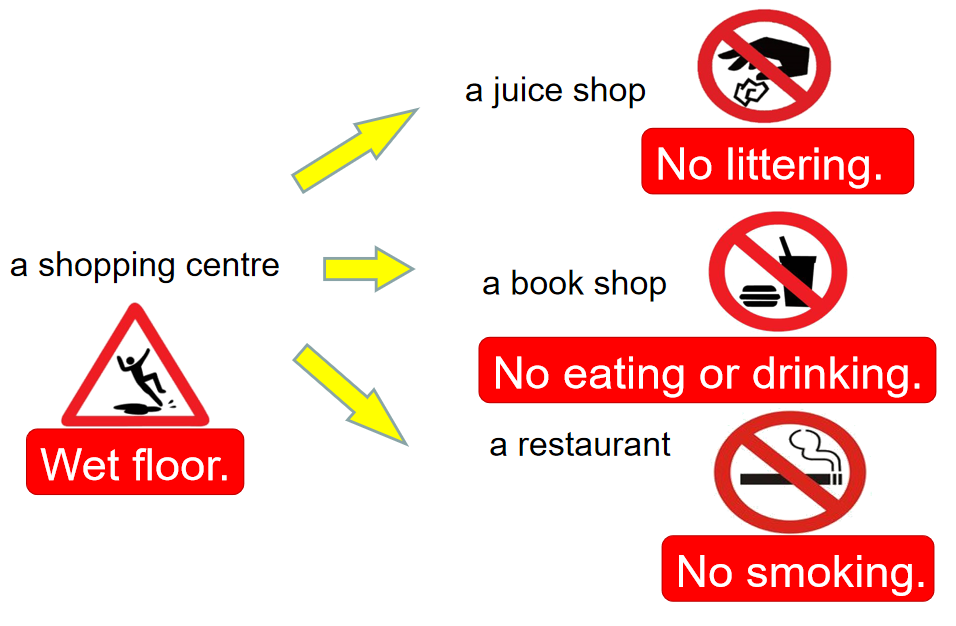 a juice shop
No littering.
a shopping centre
Wet floor.
a book shop
No eating or drinking.
a restaurant
No smoking.